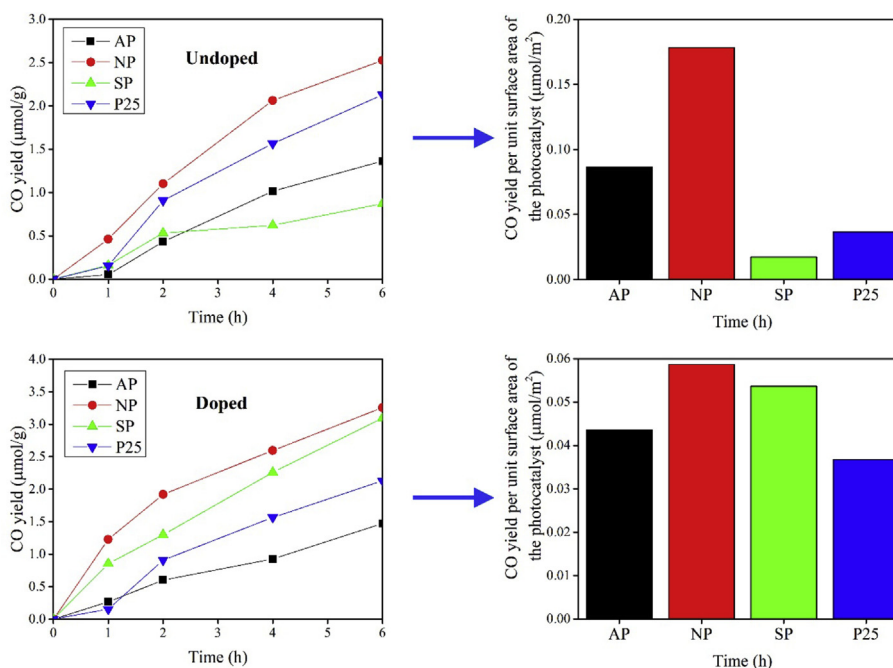 3.0
2.5
2.0
1.5
1.0
0.5
0.0
CO yield (μmol/g)
AP
NP
SP
P25
Undoped
0 1 2 3 4 5 6
Time (h)
0.20
0.15
0.10
0.05
0.00
CO yield per unit surface area of
the photocatalyst (μmol/m²)
AP NP SP P25
Time (h)
4.0
3.5
3.0
2.5
2.0
1.5
1.0
0.5
0.0
CO yield (μmol/g)
AP
NP
SP
P25
Doped
0 1 2 3 4 5 6
Time (h)
0.06
0.05
0.04
0.03
0.02
0.01
0.00
CO yield per unit surface area of
the photocatalyst (μmol/m²)
AP NP SP P25
Time (h)